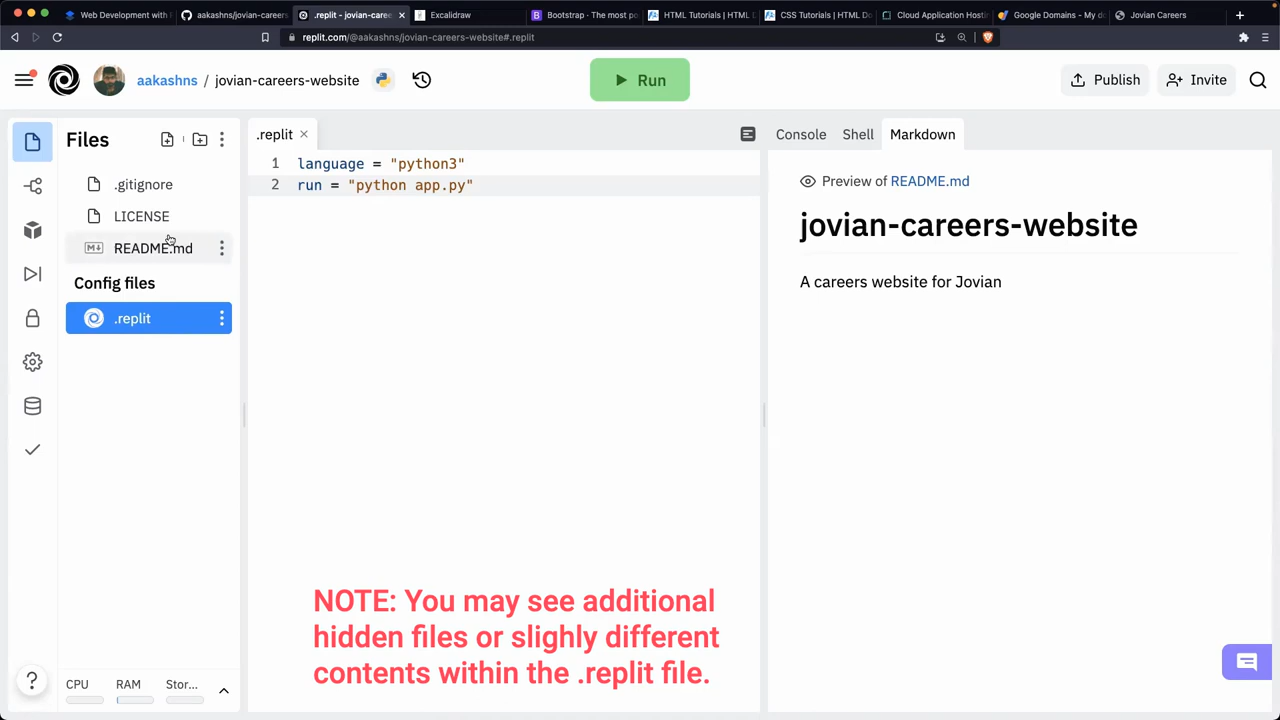 Web Development with
aakashns/jovian-careers
.replit - jovian-caree
Excalidraw
Bootstrap · The most po
HTML Tutorials | HTML D
CSS Tutorials | HTML Do
Cloud Application Hostin
Google Domains - My do
Jovian Careers
replit.com/@aakashns/jovian-careers-website#.replit
aakashns / jovian-careers-website
Run
Publish
Invite
Files
.gitignore
LICENSE
README.md
Config files
.replit
CPU
RAM
Stor...
.replit
1 language = "python3"
2 run = "python app.py"
NOTE: You may see additional
hidden files or slighly different
contents within the .replit file.
Console
Shell
Markdown
Preview of README.md
jovian-careers-website
A careers website for Jovian